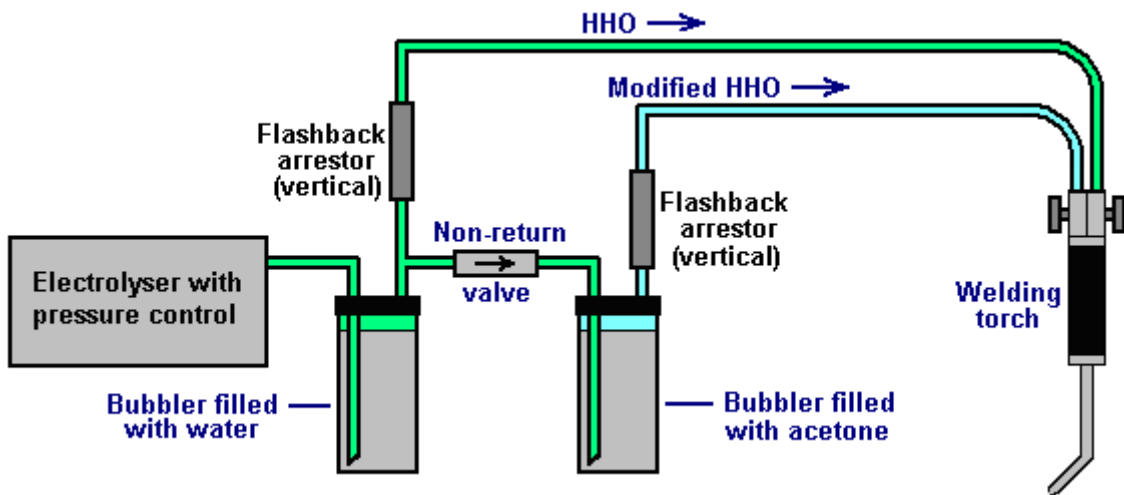 HHO
Modified HHO
Flashback
arrestor
(vertical)
Flashback
arrestor
(vertical)
Non-return
valve
Electrolyser with
pressure control
Welding
torch
Bubbler filled
with water
Bubbler filled
with acetone